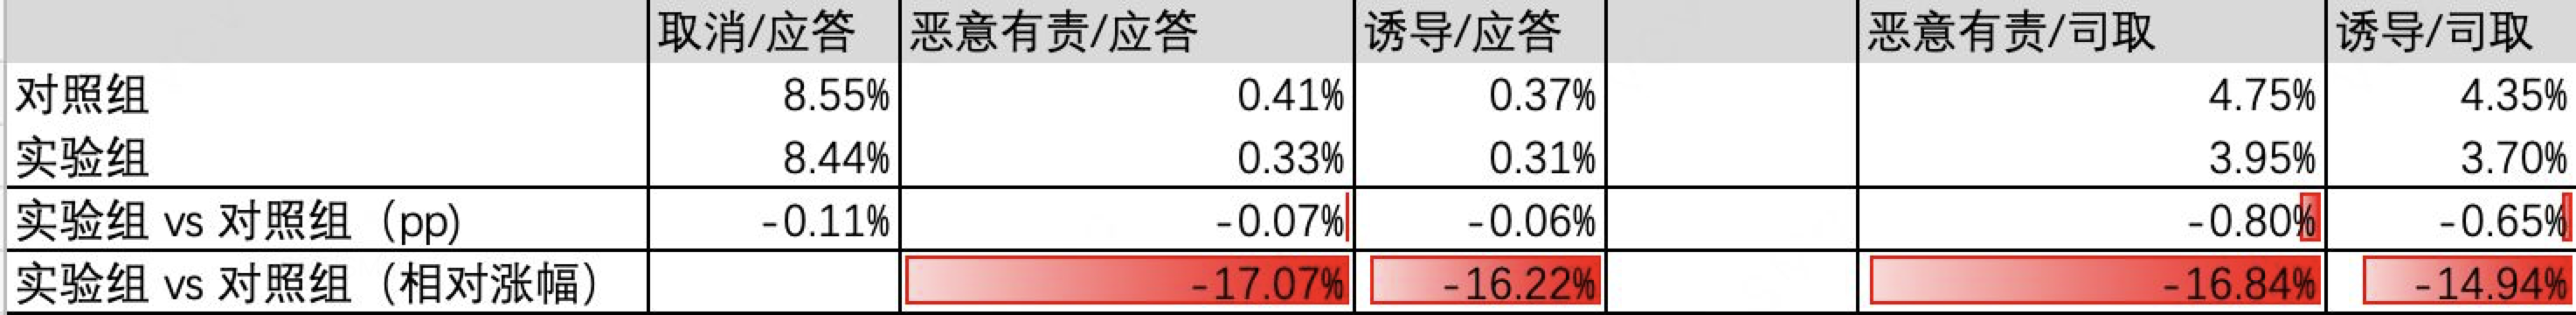 取消/应答 恶意有责/应答 诱导/应答 恶意有责/司取 诱导/司取
对照组 8.55% 0.41% 0.37% 4.75% 4.35%
实验组 8.44% 0.33% 0.31% 3.95% 3.70%
实验组 vs 对照组（pp) -0.11% -0.07% -0.06% -0.80% -0.65%
实验组 vs 对照组（相对涨幅） -17.07% -16.22% -16.84% -14.94%